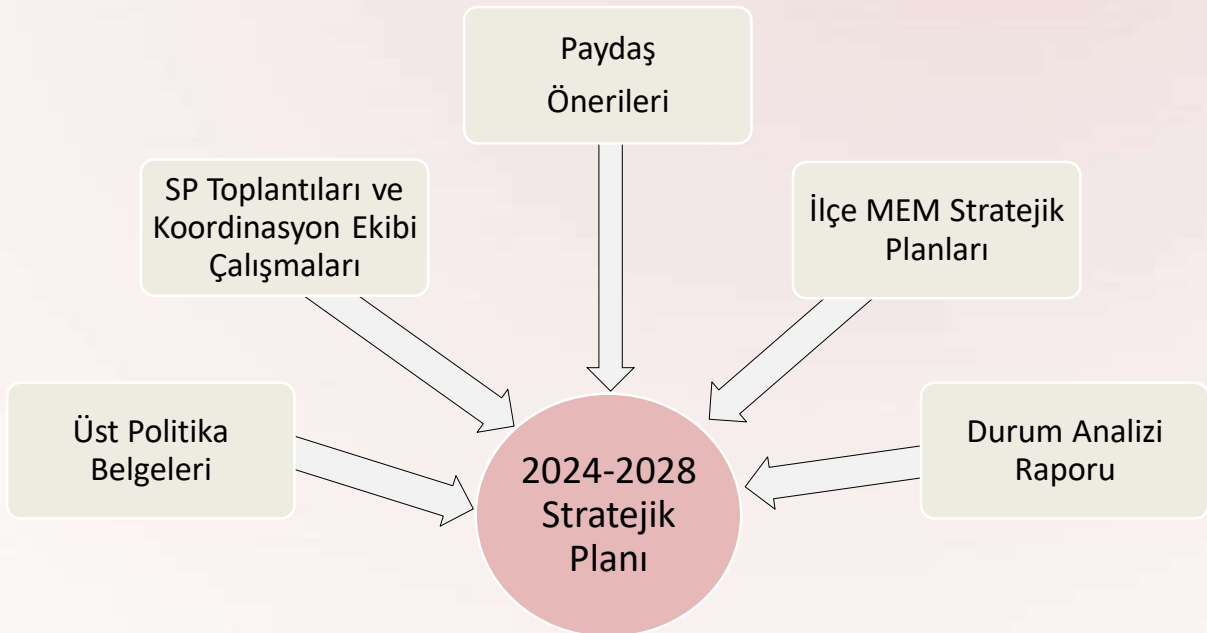 Paydaş
Önerileri
SP Toplantıları ve
Koordinasyon Ekibi
Çalışmaları
İlçe MEM Stratejik
Planları
Üst Politika
Belgeleri
Durum Analizi
Raporu
2024-2028
Stratejik
Planı